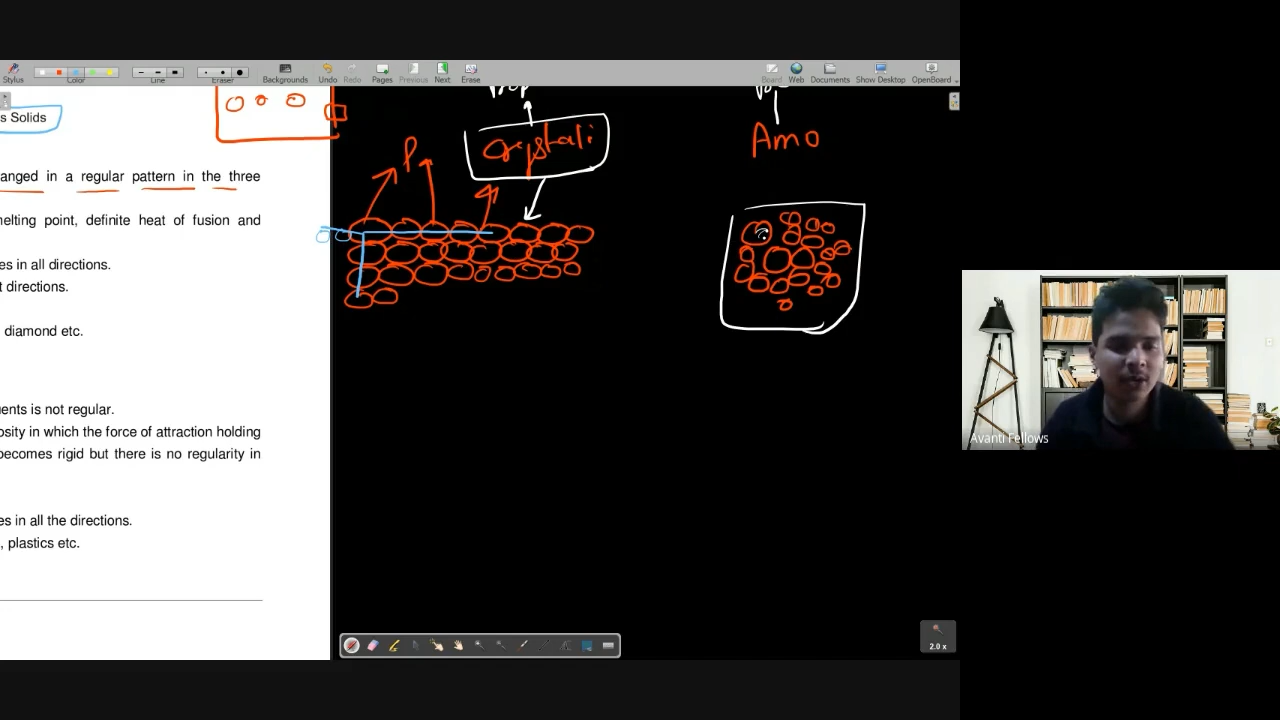 Stylus
Color
Line
Eraser
Backgrounds
Undo
Redo
Pages
Previous
Next
Erase
Board
Web
Documents
Show Desktop
OpenBoard
s Solids
anged in a regular pattern in the three
elting point, definite heat of fusion and
es in all directions.
t directions.
diamond etc.
uents is not regular.
osity in which the force of attraction holding
becomes rigid but there is no regularity in
es in all the directions.
, plastics etc.
P
Crystali
Amo
2.0 x
Avanti Fellows